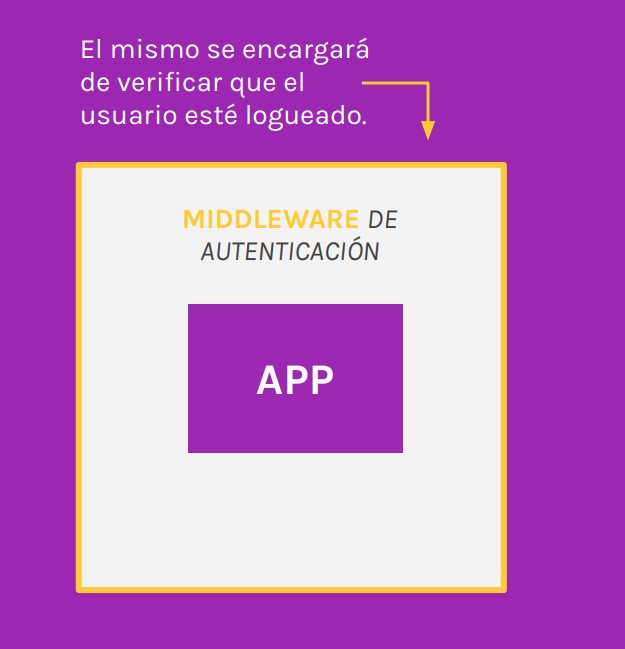 El mismo se encargará
de verificar que el
usuario esté logueado.
MIDDLEWARE DE
AUTENTICACIÓN
APP